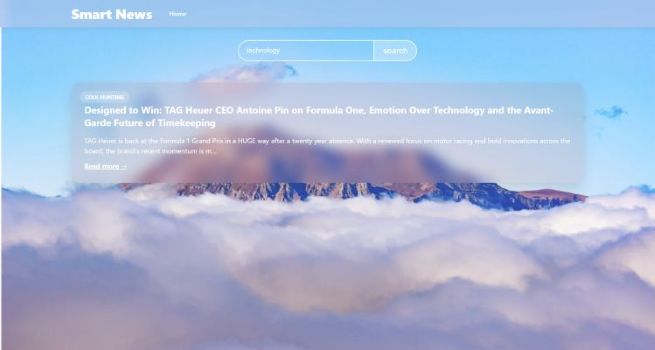 Smart News
Home
technology
search
COOL HUNTING
Designed to Win: TAG Heuer CEO Antoine Pin on Formula One, Emotion Over Technology and the Avant-
Garde Future of Timekeeping
TAG Heuer is back at the Formula 1 Grand Prix in a HUGE way after a twenty year absence. With a renewed focus on motor racing and bold innovations across the
board, the brand's recent momentum is m...
Read more →